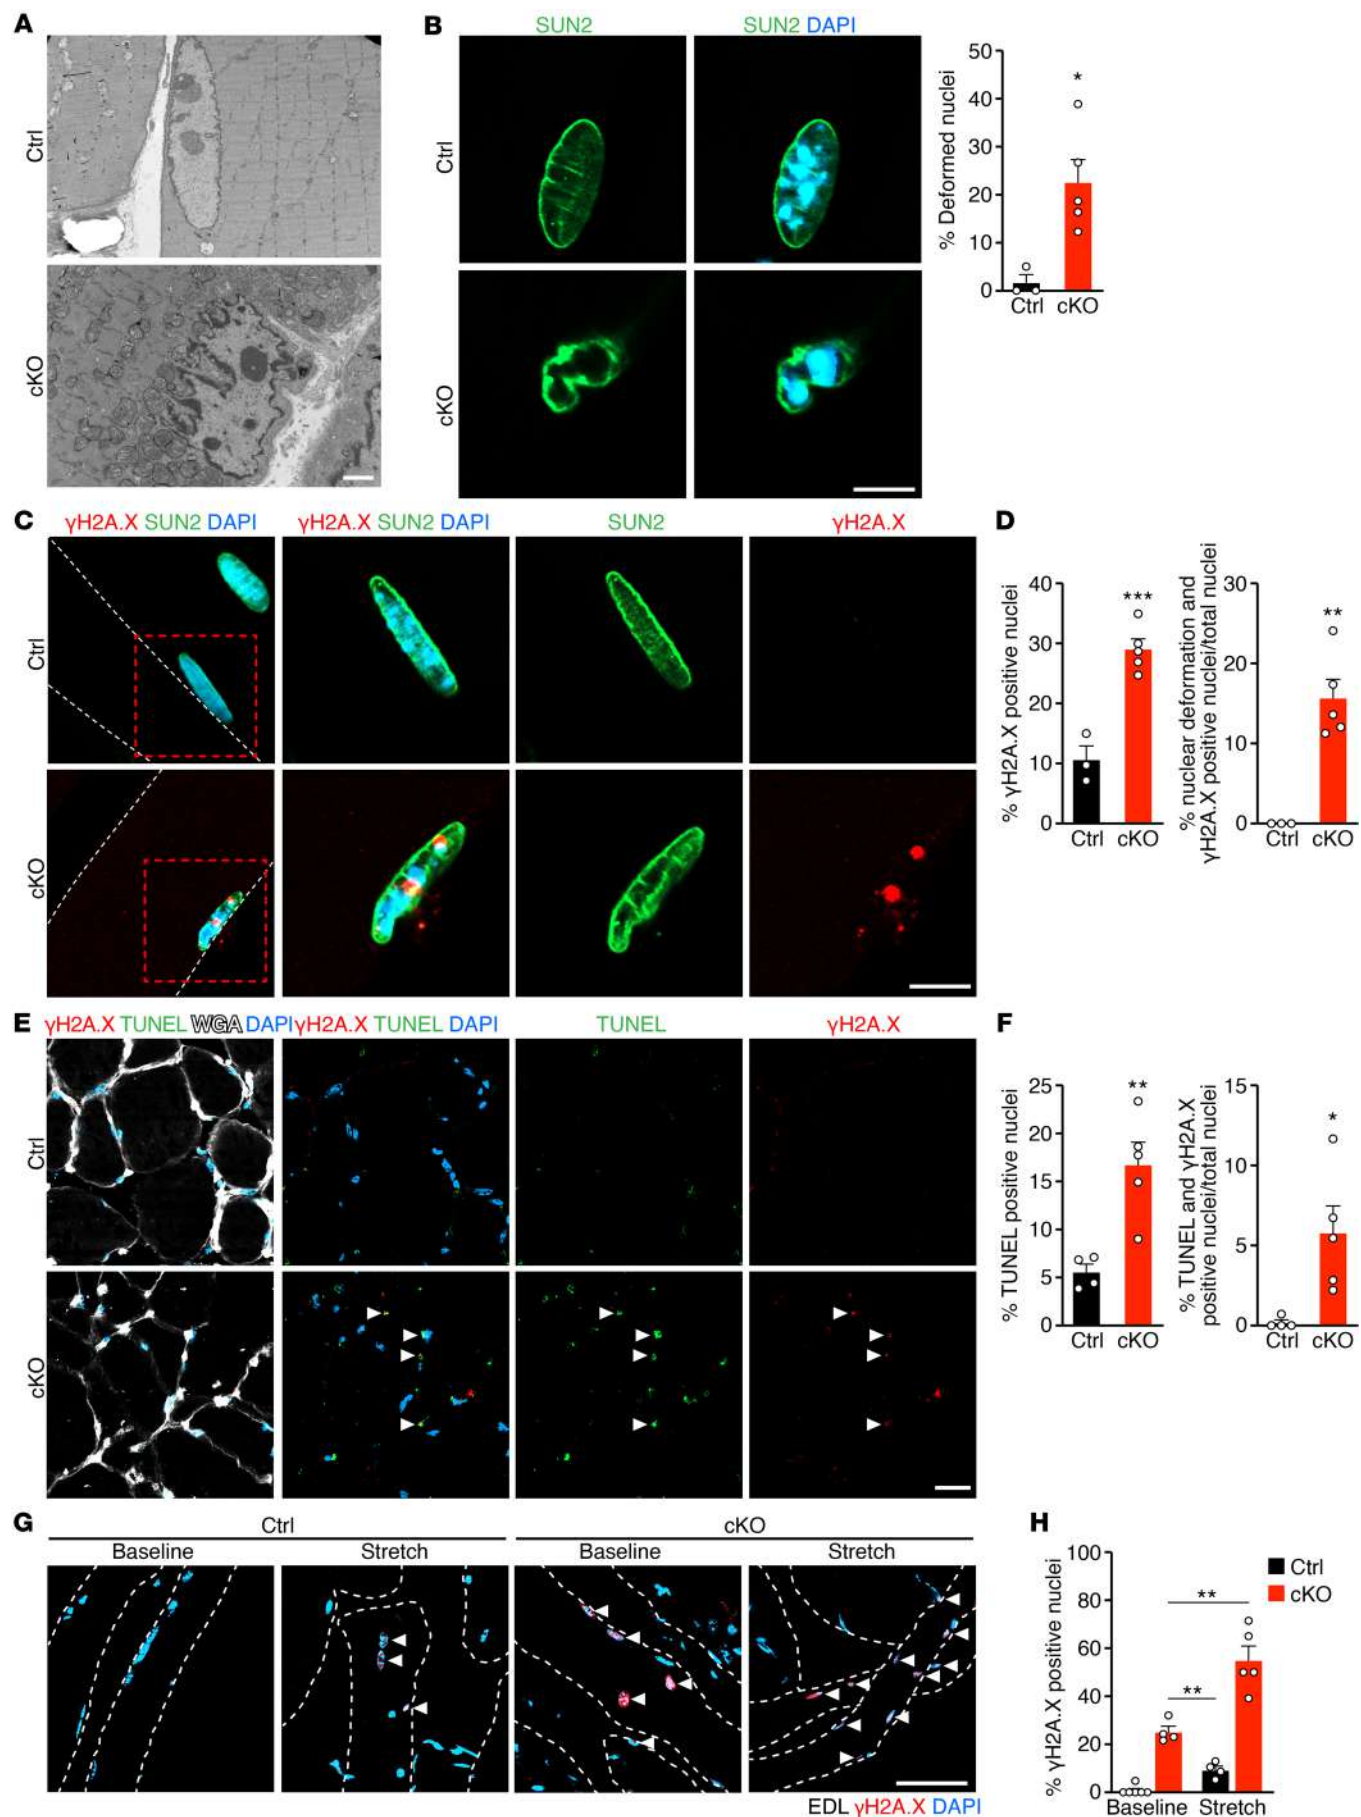 A
Ctrl
cKO
B
SUN2
SUN2 DAPI
Ctrl
cKO
% Deformed nuclei
50
40
30
20
10
0
*
Ctrl
cKO
C
γH2A.X SUN2 DAPI
γH2A.X SUN2 DAPI
SUN2
γH2A.X
Ctrl
cKO
D
% γH2A.X positive nuclei
40
30
20
10
0
***
Ctrl
cKO
% nuclear deformation and
γH2A.X positive nuclei/total nuclei
30
20
10
0
**
Ctrl
cKO
E
γH2A.X TUNEL WGA DAPI
γH2A.X TUNEL DAPI
TUNEL
γH2A.X
Ctrl
cKO
F
% TUNEL positive nuclei
25
20
15
10
5
0
**
Ctrl
cKO
% TUNEL and γH2A.X
positive nuclei/total nuclei
15
10
5
0
*
Ctrl
cKO
G
Ctrl
cKO
Baseline
Stretch
Baseline
Stretch
EDL γH2A.X DAPI
H
% γH2A.X positive nuclei
100
80
60
40
20
0
**
**
Ctrl
cKO
Baseline
Stretch